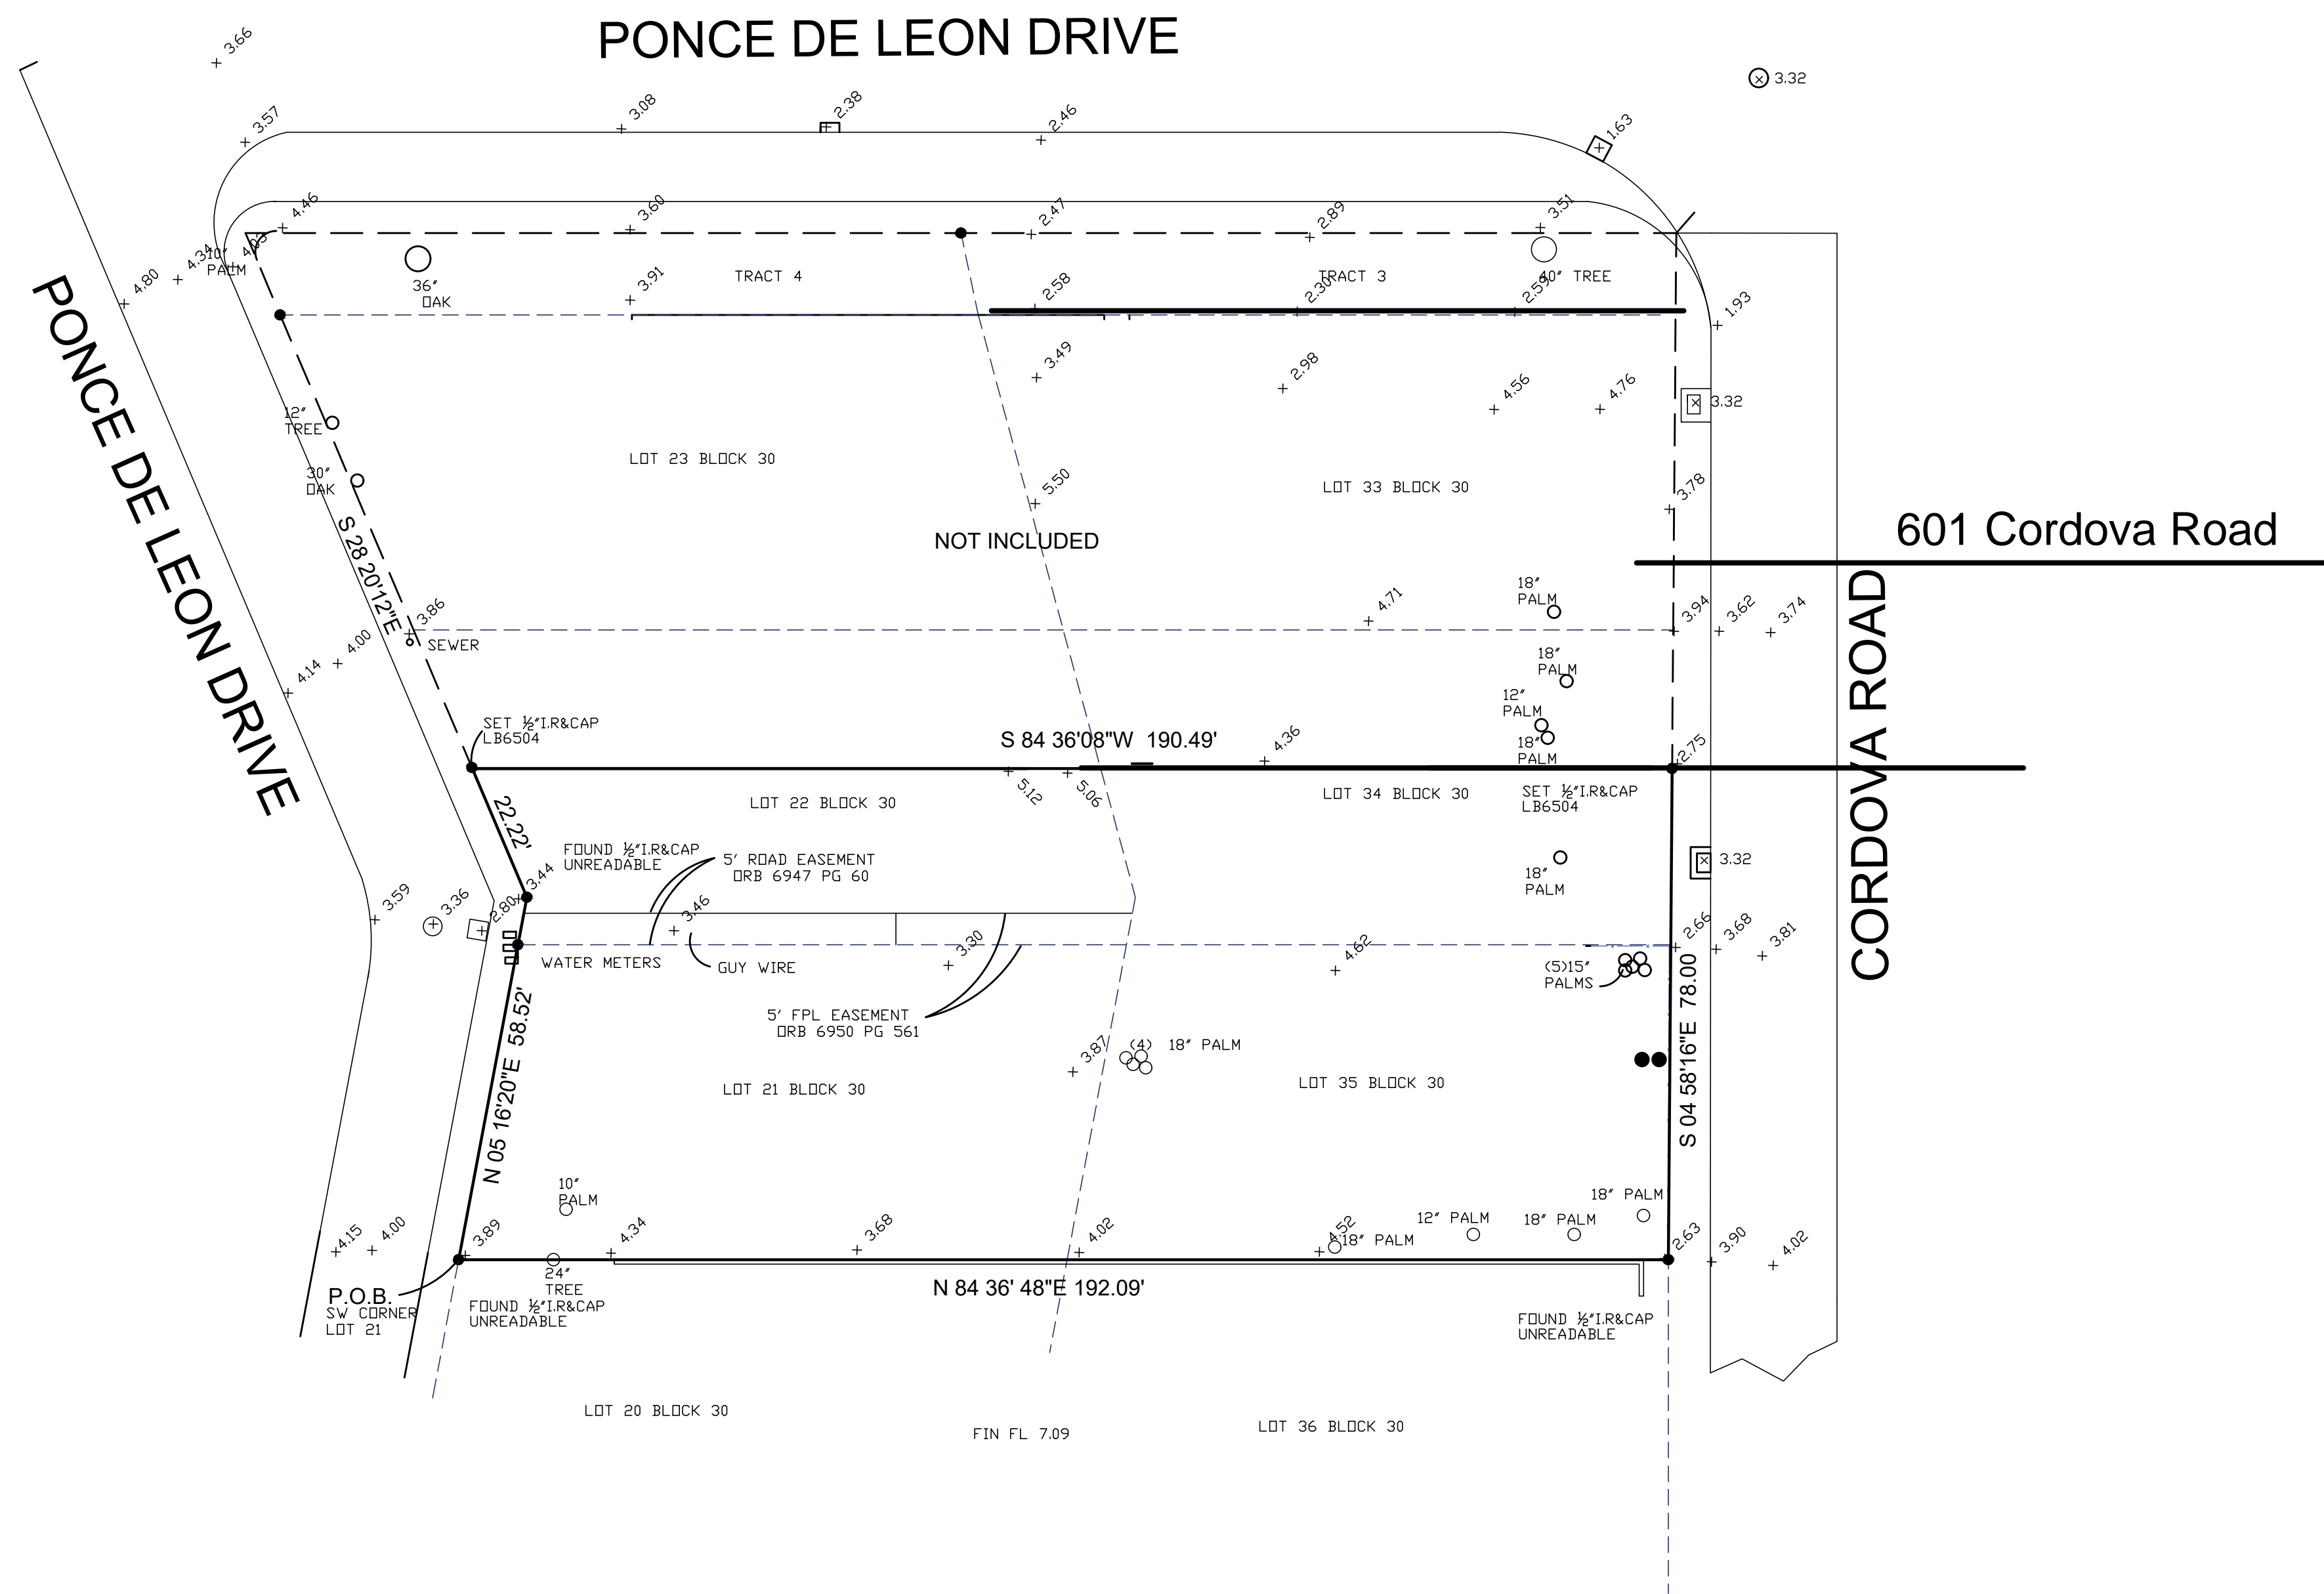 PONCE DE LEON DRIVE
3.66
3.32
3.57
3.08
2.38
2.46
1.63
4.46
3.60
2.47
2.89
3.51
4.80
4.34
4.03
10"
PALM
36"
OAK
3.91
TRACT 4
2.58
2.30
TRACT 3
2.59
40" TREE
1.93
PONCE DE LEON DRIVE
3.49
2.98
4.56
4.76
3.32
12"
TREE
LOT 23 BLOCK 30
30"
OAK
5.50
LOT 33 BLOCK 30
3.78
NOT INCLUDED
601 Cordova Road
S 28 20'12"E
3.86
SEWER
4.14
4.00
4.71
18"
PALM
3.94
3.62
3.74
CORDOVA ROAD
18"
PALM
12"
PALM
18"
PALM
SET ½"I.R&CAP
LB6504
S 84 36'08"W 190.49'
4.36
2.75
22.22'
LOT 22 BLOCK 30
5.12
5.06
LOT 34 BLOCK 30
SET ½"I.R&CAP
LB6504
FOUND ½"I.R&CAP
UNREADABLE
5' ROAD EASEMENT
ORB 6947 PG 60
18"
PALM
3.32
3.59
3.36
2.80
3.44
3.46
3.30
4.62
2.66
3.68
3.81
WATER METERS
GUY WIRE
(5)15"
PALMS
5' FPL EASEMENT
ORB 6950 PG 561
N 05 16'20"E 58.52'
S 04 58'16"E 78.00
3.87
(4) 18" PALM
LOT 21 BLOCK 30
LOT 35 BLOCK 30
10"
PALM
18" PALM
12" PALM
18" PALM
4.15
4.00
3.89
4.34
3.68
4.02
4.52
18" PALM
2.63
3.90
4.02
24"
TREE
N 84 36' 48"E 192.09'
P.O.B.
SW CORNER
LOT 21
FOUND ½"I.R&CAP
UNREADABLE
FOUND ½"I.R&CAP
UNREADABLE
LOT 20 BLOCK 30
FIN FL 7.09
LOT 36 BLOCK 30